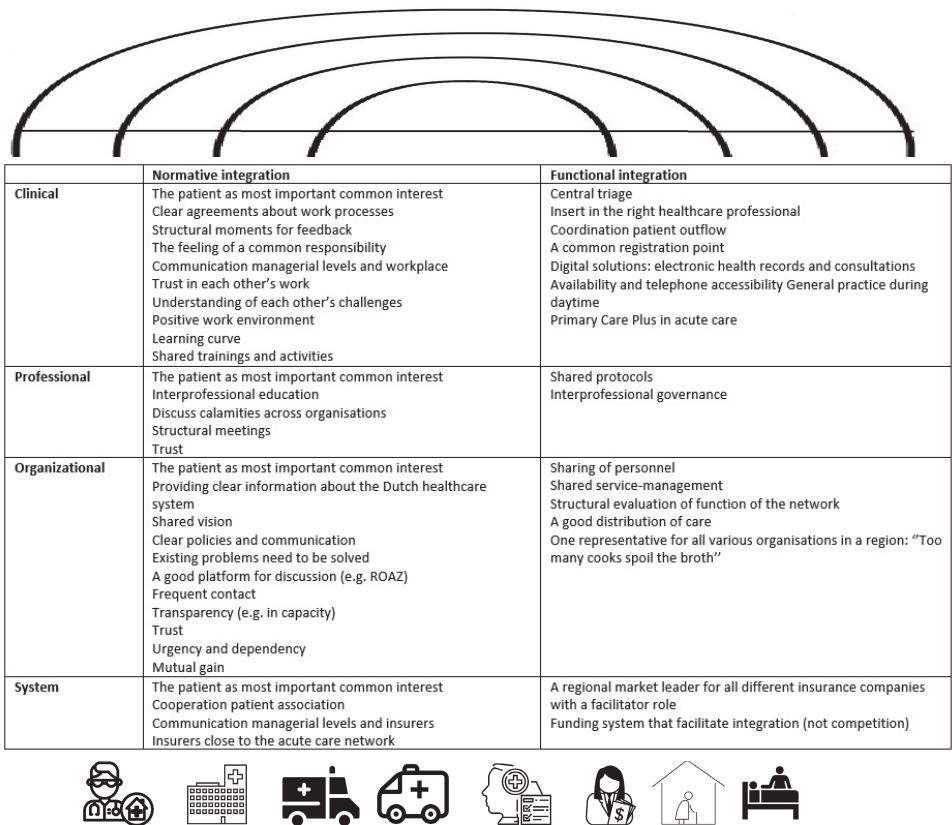 Normative integration
Functional integration
Clinical
The patient as most important common interest
Clear agreements about work processes
Structural moments for feedback
The feeling of a common responsibility
Communication managerial levels and workplace
Trust in each other's work
Understanding of each other's challenges
Positive work environment
Learning curve
Shared trainings and activities
Central triage
Insert in the right healthcare professional
Coordination patient outflow
A common registration point
Digital solutions: electronic health records and consultations
Availability and telephone accessibility General practice during
daytime
Primary Care Plus in acute care
Professional
The patient as most important common interest
Interprofessional education
Discuss calamities across organisations
Structural meetings
Trust
Shared protocols
Interprofessional governance
Organizational
The patient as most important common interest
Providing clear information about the Dutch healthcare
system
Shared vision
Clear policies and communication
Existing problems need to be solved
A good platform for discussion (e.g. ROAZ)
Frequent contact
Transparency (e.g. in capacity)
Trust
Urgency and dependency
Mutual gain
Sharing of personnel
Shared service-management
Structural evaluation of function of the network
A good distribution of care
One representative for all various organisations in a region: "Too
many cooks spoil the broth"
System
The patient as most important common interest
Cooperation patient association
Communication managerial levels and insurers
Insurers close to the acute care network
A regional market leader for all different insurance companies
with a facilitator role
Funding system that facilitate integration (not competition)
$